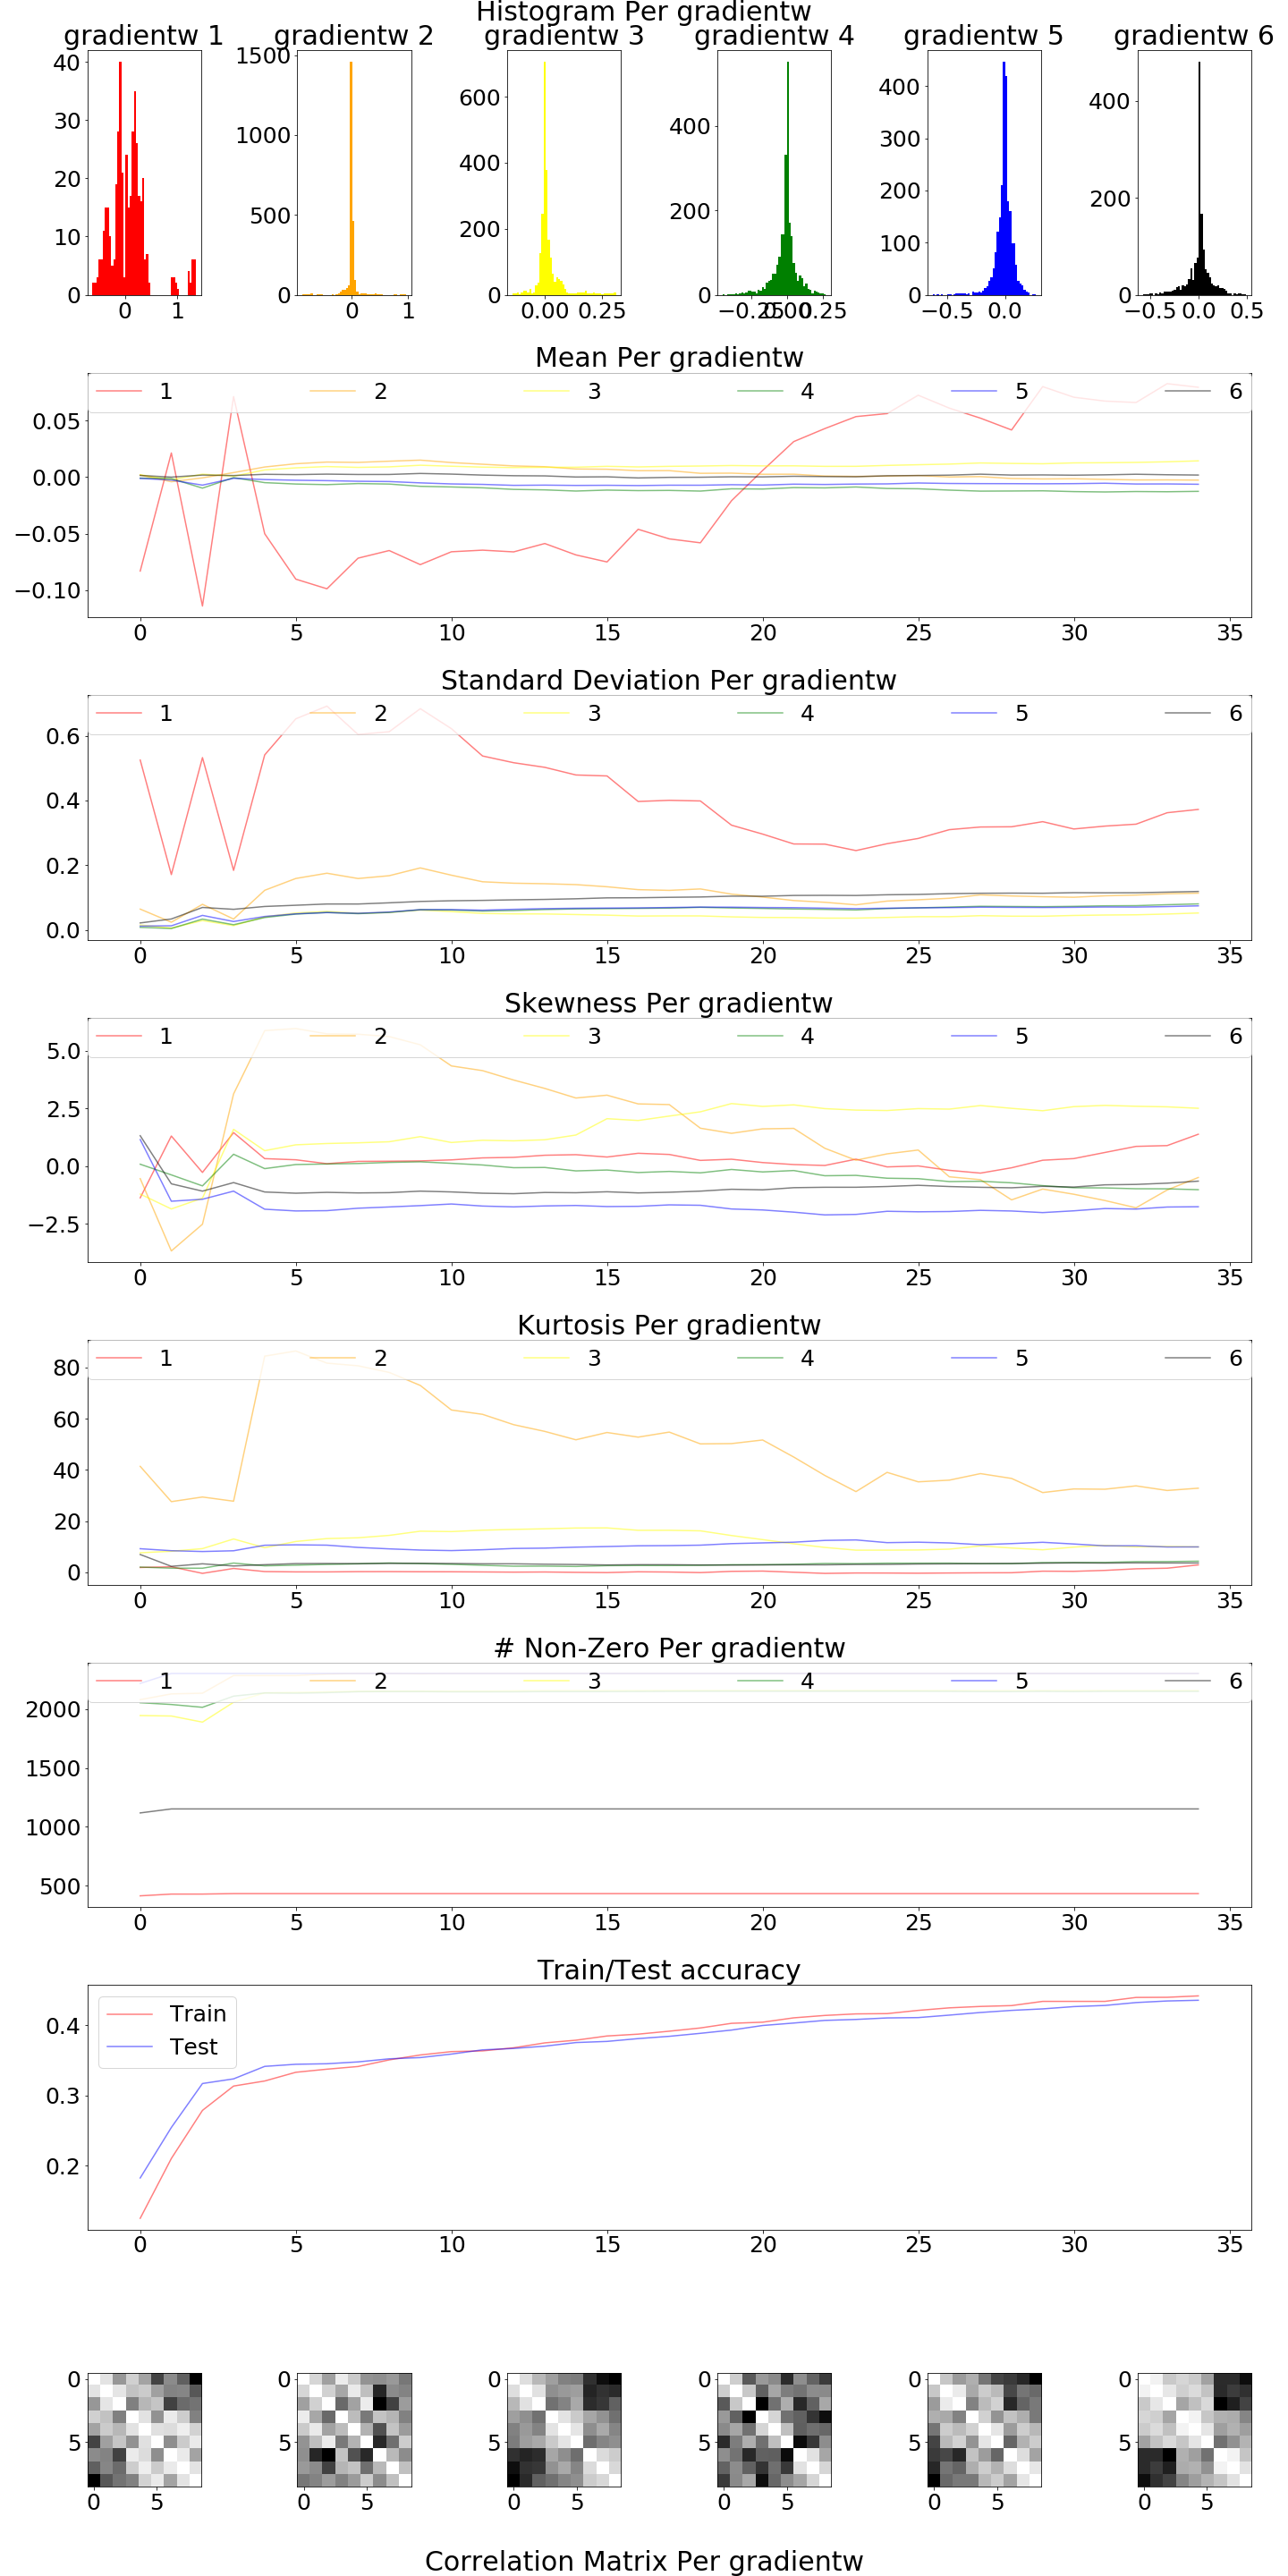 Histogram Per gradientw
gradientw 1 gradientw 2 gradientw 3 gradientw 4 gradientw 5 gradientw 6
40 30 20 10 0
0 1
1500 1000 500 0
0 1
600 400 200 0
0.00 0.25
400 200 0
−0.25 0.00 0.25
400 300 200 100 0
−0.5 0.0
400 200 0
−0.5 0.0 0.5
Mean Per gradientw
1 2 3 4 5 6
0.05
0.00
−0.05
−0.10
0 5 10 15 20 25 30 35
Standard Deviation Per gradientw
1 2 3 4 5 6
0.6
0.4
0.2
0.0
0 5 10 15 20 25 30 35
Skewness Per gradientw
1 2 3 4 5 6
5.0
2.5
0.0
−2.5
0 5 10 15 20 25 30 35
Kurtosis Per gradientw
1 2 3 4 5 6
80
60
40
20
0
0 5 10 15 20 25 30 35
# Non-Zero Per gradientw
1 2 3 4 5 6
2000
1500
1000
500
0 5 10 15 20 25 30 35
Train/Test accuracy
Train
Test
0.4
0.3
0.2
0 5 10 15 20 25 30 35
0 0 0 0 0 0
5 5 5 5 5 5
0 5 0 5 0 5 0 5 0 5 0 5
Correlation Matrix Per gradientw